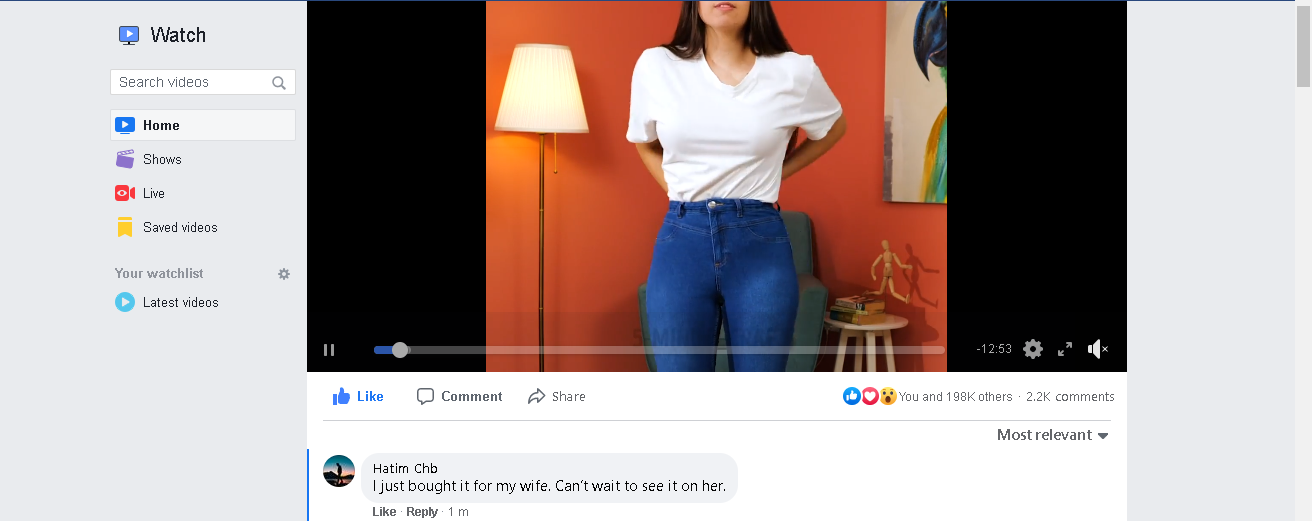 Watch
Search videos
Home
Shows
Live
Saved videos
Your watchlist
Latest videos
-12:53
Like
Comment
Share
You and 198K others · 2.2K comments
Most relevant
Hatim Chb
I just bought it for my wife. Can't wait to see it on her.
Like · Reply · 1 m